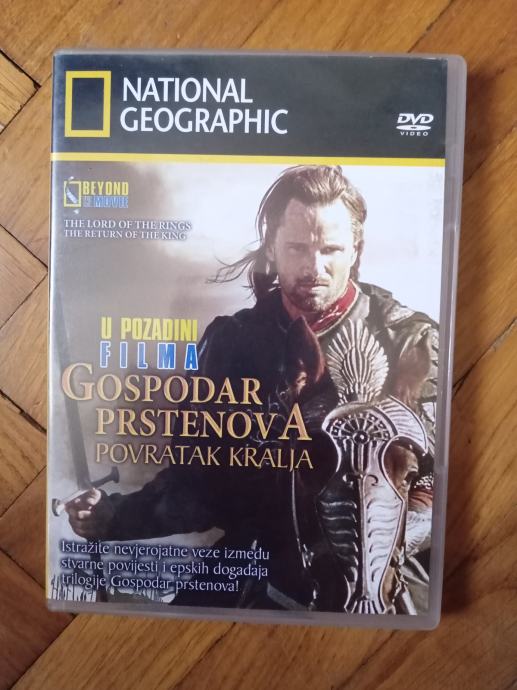 NATIONAL
GEOGRAPHIC
DVD
VIDEO
BEYOND
THE MOVIE
THE LORD OF THE RINGS
THE RETURN OF THE KING
U POZADINI
FILMA
GOSPODAR
PRSTENOVA
POVRATAK KRALJA
Istražite nevjerojatne veze između
stvarne povijesti i epskih događaja
trilogije Gospodar prstenova!